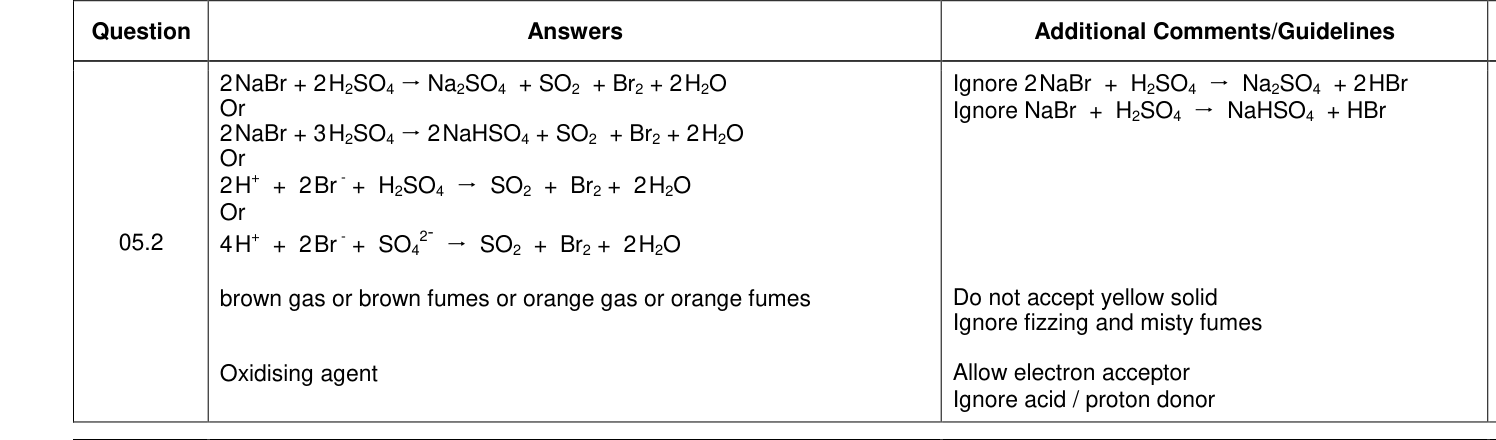 Question Answers Additional Comments/Guidelines
2NaBr + 2H₂SO₄ → Na₂SO₄ + SO₂ + Br₂ + 2H₂O
Or
2NaBr + 3H₂SO₄ → 2NaHSO₄ + SO₂ + Br₂ + 2H₂O
Or
2H⁺ + 2Br⁻ + H₂SO₄ → SO₂ + Br₂ + 2H₂O
Or
05.2
4H⁺ + 2Br⁻ + SO₄²⁻ → SO₂ + Br₂ + 2H₂O
brown gas or brown fumes or orange gas or orange fumes
Oxidising agent
Ignore 2NaBr + H₂SO₄ → Na₂SO₄ + 2HBr
Ignore NaBr + H₂SO₄ → NaHSO₄ + HBr
Do not accept yellow solid
Ignore fizzing and misty fumes
Allow electron acceptor
Ignore acid / proton donor